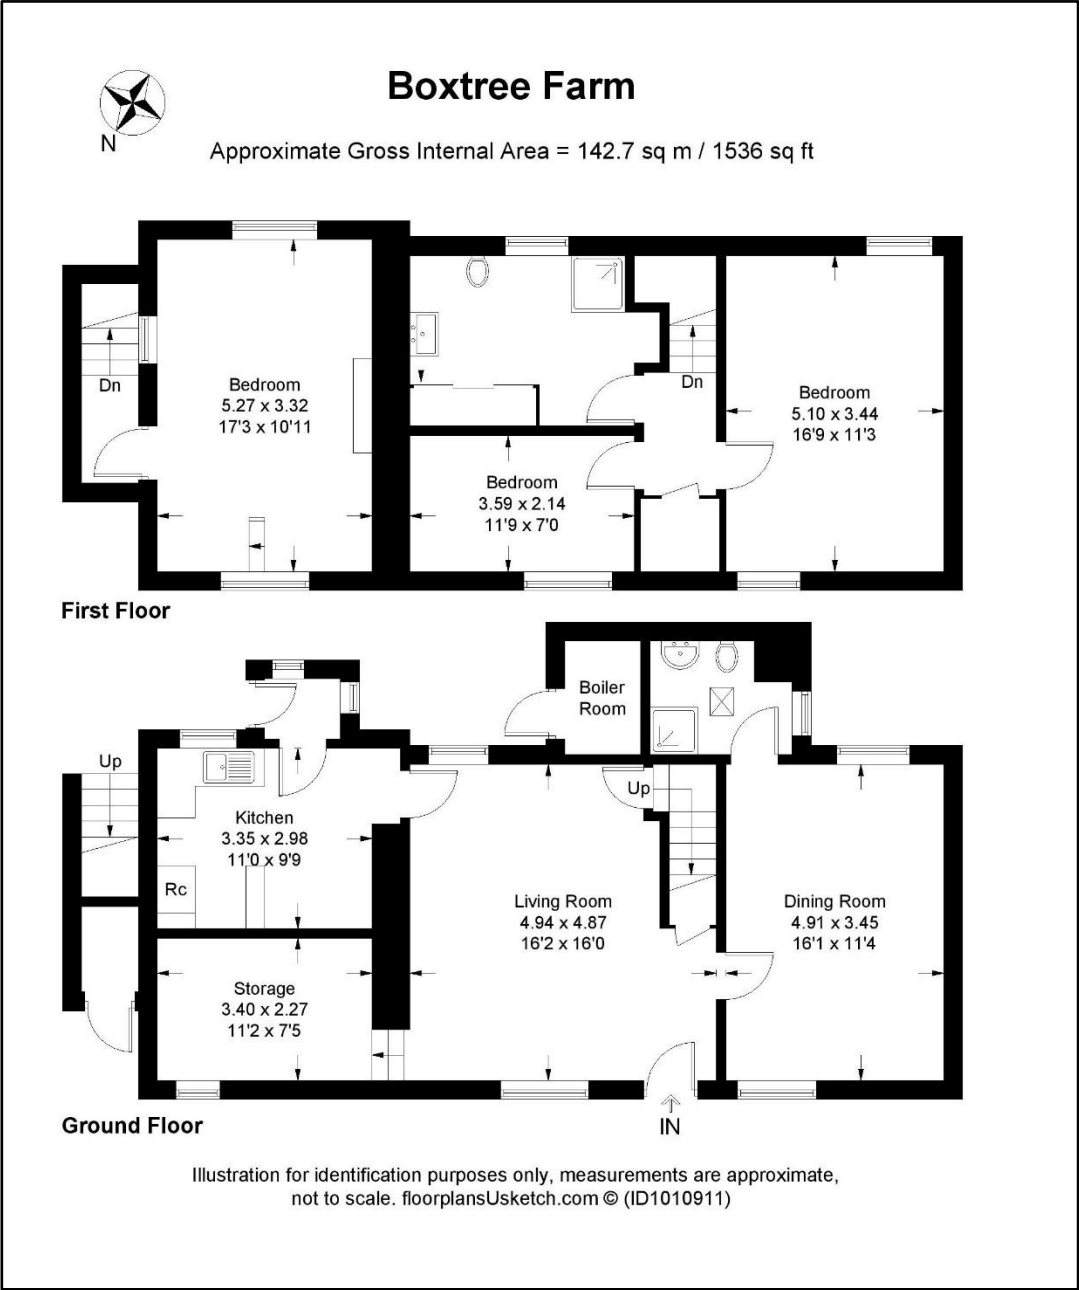 Boxtree Farm
N
Approximate Gross Internal Area = 142.7 sq m / 1536 sq ft
Dn
Bedroom
5.27 x 3.32
17'3 x 10'11
Dn
Bedroom
5.10 x 3.44
16'9 x 11'3
Bedroom
3.59 x 2.14
11'9 x 7'0
First Floor
Boiler
Room
Up
Up
Kitchen
3.35 x 2.98
11'0 x 9'9
Rc
Living Room
4.94 x 4.87
16'2 x 16'0
Dining Room
4.91 x 3.45
16'1 x 11'4
Storage
3.40 x 2.27
11'2 x 7'5
Ground Floor
IN
Illustration for identification purposes only, measurements are approximate,
not to scale. floorplansUsketch.com © (ID1010911)